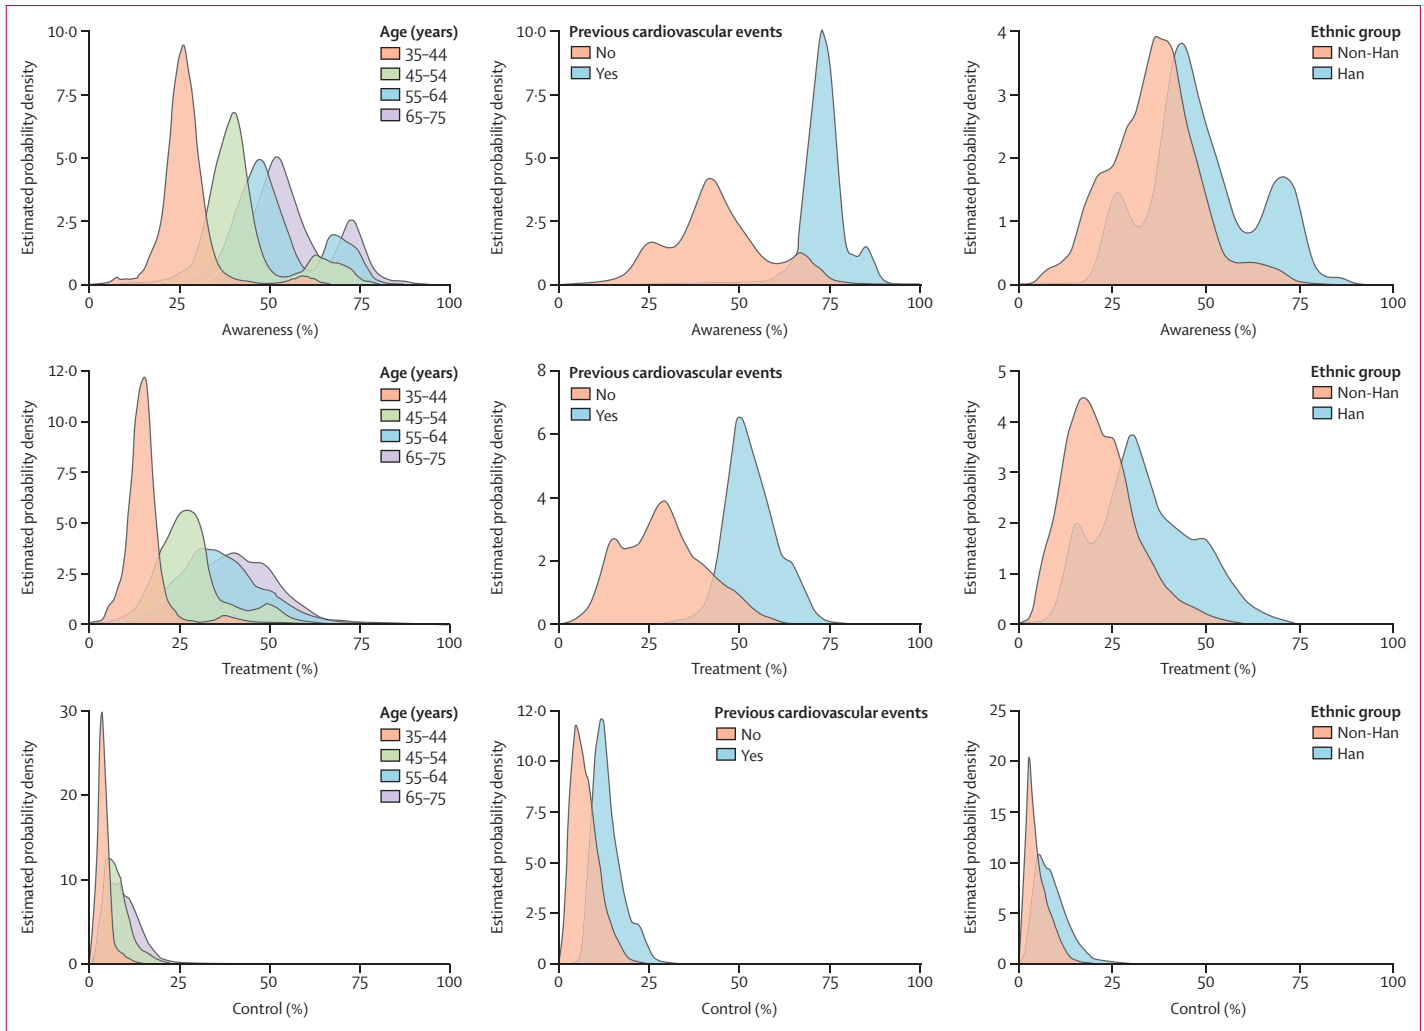 Estimated probability density
10·0
7·5
5·0
2·5
0
0 25 50 75 100
Awareness (%)
Age (years)
35–44
45–54
55–64
65–75
Estimated probability density
10·0
7·5
5·0
2·5
0
0 25 50 75 100
Awareness (%)
Previous cardiovascular events
No
Yes
Estimated probability density
4
3
2
1
0
0 25 50 75 100
Awareness (%)
Ethnic group
Non-Han
Han
Estimated probability density
12·0
10·0
7·5
5·0
2·5
0
0 25 50 75 100
Treatment (%)
Age (years)
35–44
45–54
55–64
65–75
Estimated probability density
8
6
4
2
0
0 25 50 75 100
Treatment (%)
Previous cardiovascular events
No
Yes
Estimated probability density
5
4
3
2
1
0
0 25 50 75 100
Treatment (%)
Ethnic group
Non-Han
Han
Estimated probability density
30
20
10
0
0 25 50 75 100
Control (%)
Age (years)
35–44
45–54
55–64
65–75
Estimated probability density
12·0
10·0
7·5
5·0
2·5
0
0 25 50 75 100
Control (%)
Previous cardiovascular events
No
Yes
Estimated probability density
25
20
15
10
5
0
0 25 50 75 100
Control (%)
Ethnic group
Non-Han
Han